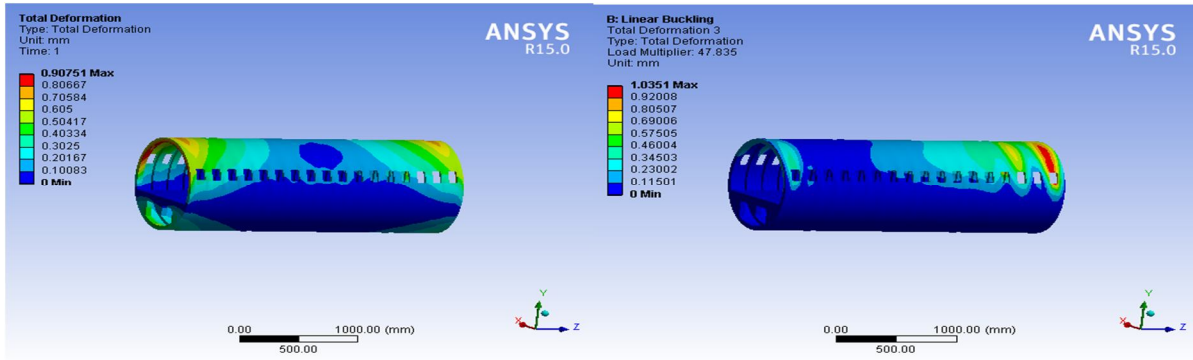 Total Deformation
Type: Total Deformation
Unit: mm
Time: 1
0.90751 Max
0.80667
0.70584
0.605
0.50417
0.40334
0.3025
0.20167
0.10083
0 Min
ANSYS
R15.0
0.00 1000.00 (mm)
500.00
Y
X
Z
B: Linear Buckling
Total Deformation 3
Type: Total Deformation
Load Multiplier: 47.835
Unit: mm
1.0351 Max
0.92008
0.80507
0.69006
0.57505
0.46004
0.34503
0.23002
0.11501
0 Min
ANSYS
R15.0
0.00 1000.00 (mm)
500.00
Y
X
Z